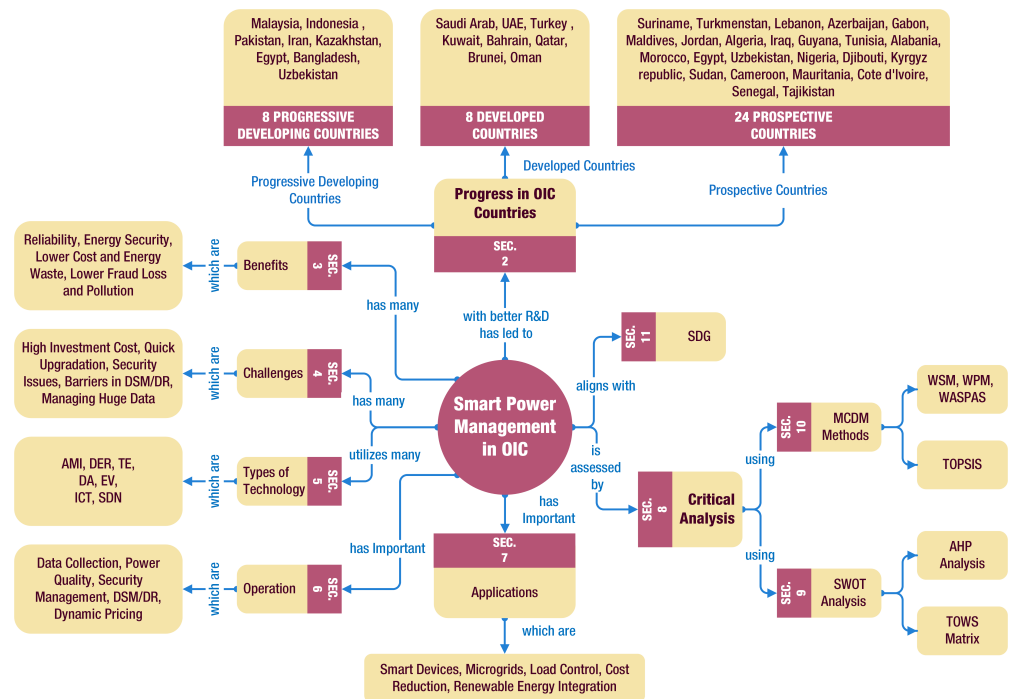 Malaysia, Indonesia ,
Pakistan, Iran, Kazakhstan,
Egypt, Bangladesh,
Uzbekistan
8 PROGRESSIVE
DEVELOPING COUNTRIES
Saudi Arab, UAE, Turkey ,
Kuwait, Bahrain, Qatar,
Brunei, Oman
8 DEVELOPED
COUNTRIES
Suriname, Turkmenstan, Lebanon, Azerbaijan, Gabon,
Maldives, Jordan, Algeria, Iraq, Guyana, Tunisia, Alabania,
Morocco, Egypt, Uzbekistan, Nigeria, Djibouti, Kyrgyz
republic, Sudan, Cameroon, Mauritania, Cote d'Ivoire,
Senegal, Tajikistan
24 PROSPECTIVE
COUNTRIES
Progressive Developing
Countries
Developed Countries
Prospective Countries
Progress in OIC
Countries
SEC.
2
with better R&D
has led to
Reliability, Energy Security,
Lower Cost and Energy
Waste, Lower Fraud Loss
and Pollution
which are
Benefits
SEC.
3
has many
High Investment Cost, Quick
Upgradation, Security
Issues, Barriers in DSM/DR,
Managing Huge Data
which are
Challenges
SEC.
4
has many
AMI, DER, TE,
DA, EV,
ICT, SDN
which are
Types of
Technology
SEC.
5
utilizes many
Data Collection, Power
Quality, Security
Management, DSM/DR,
Dynamic Pricing
which are
Operation
SEC.
6
has Important
Smart Power
Management
in OIC
has
Important
SEC.
7
Applications
which are
Smart Devices, Microgrids, Load Control, Cost
Reduction, Renewable Energy Integration
aligns with
SEC.
11
SDG
is
assessed
by
SEC.
8
Critical
Analysis
using
SEC.
10
MCDM
Methods
WSM, WPM,
WASPAS
TOPSIS
using
SEC.
9
SWOT
Analysis
AHP
Analysis
TOWS
Matrix